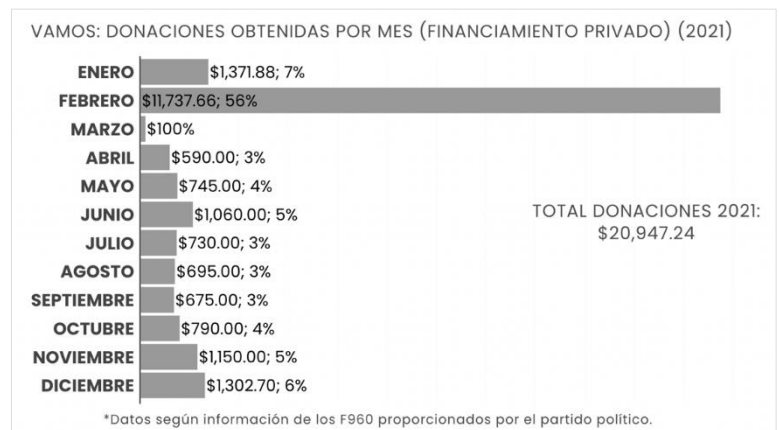 VAMOS: DONACIONES OBTENIDAS POR MES (FINANCIAMIENTO PRIVADO) (2021)
ENERO $1,371.88; 7%
FEBRERO $11,737.66; 56%
MARZO $100%
ABRIL $590.00; 3%
MAYO $745.00; 4%
JUNIO $1,060.00; 5%
JULIO $730.00; 3%
AGOSTO $695.00; 3%
SEPTIEMBRE $675.00; 3%
OCTUBRE $790.00; 4%
NOVIEMBRE $1,150.00; 5%
DICIEMBRE $1,302.70; 6%
TOTAL DONACIONES 2021:
$20,947.24
*Datos según información de los F960 proporcionados por el partido político.